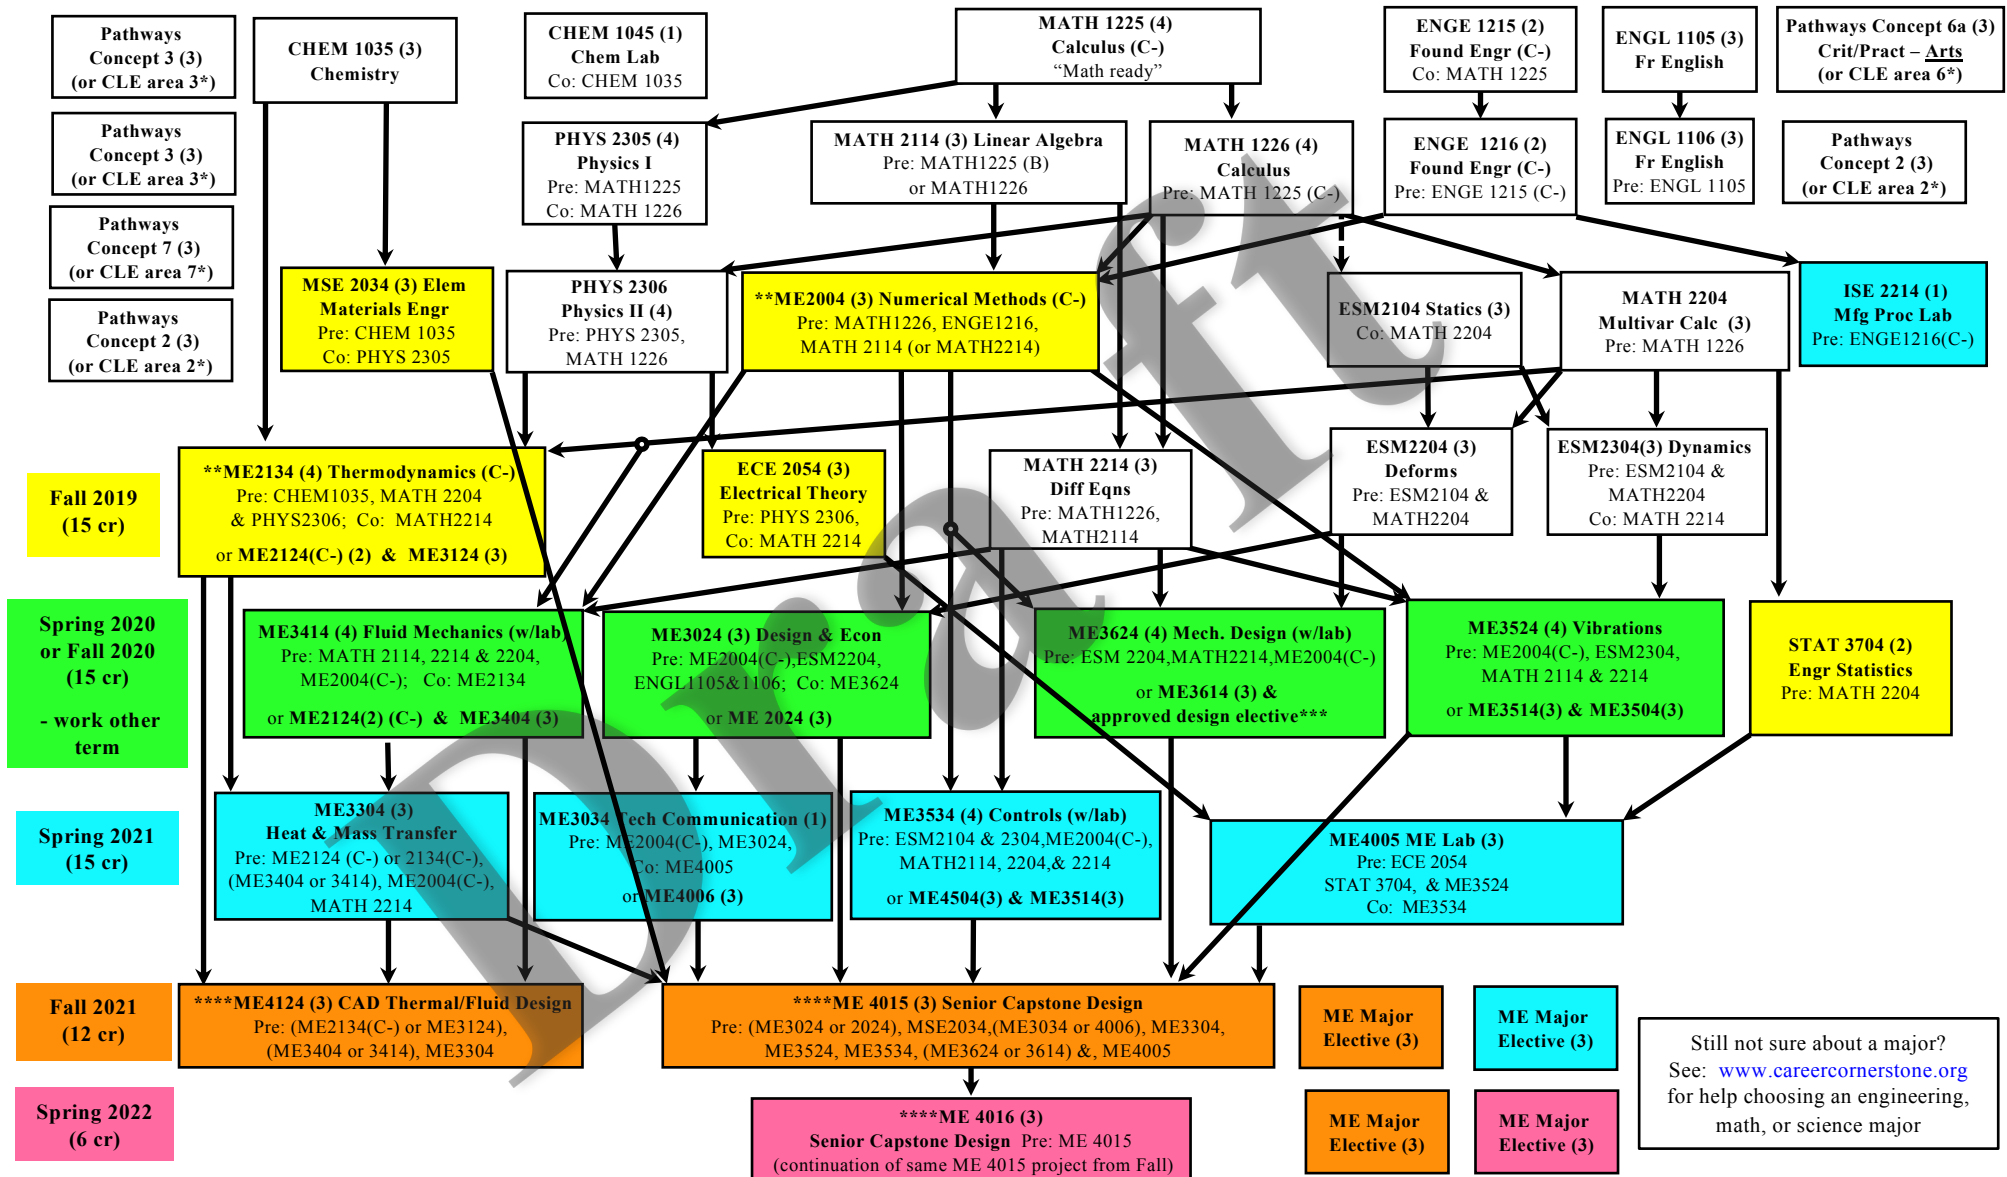 Pathways
Concept 3 (3)
(or CLE area 3*)
CHEM 1035 (3)
Chemistry
CHEM 1045 (1)
Chem Lab
Co: CHEM 1035
MATH 1225 (4)
Calculus (C-)
“Math ready”
ENGE 1215 (2)
Found Engr (C-)
Co: MATH 1225
ENGL 1105 (3)
Fr English
Pathways Concept 6a (3)
Crit/Pract – Arts
(or CLE area 6*)
Pathways
Concept 3 (3)
(or CLE area 3*)
PHYS 2305 (4)
Physics I
Pre: MATH1225
Co: MATH 1226
MATH 2114 (3) Linear Algebra
Pre: MATH1225 (B)
or MATH1226
MATH 1226 (4)
Calculus
Pre: MATH 1225 (C-)
ENGE 1216 (2)
Found Engr (C-)
Pre: ENGE 1215 (C-)
ENGL 1106 (3)
Fr English
Pre: ENGL 1105
Pathways
Concept 2 (3)
(or CLE area 2*)
Pathways
Concept 7 (3)
(or CLE area 7*)
Pathways
Concept 2 (3)
(or CLE area 2*)
MSE 2034 (3) Elem
Materials Engr
Pre: CHEM 1035
Co: PHYS 2305
PHYS 2306
Physics II (4)
Pre: PHYS 2305,
MATH 1226
**ME2004 (3) Numerical Methods (C-)
Pre: MATH1226, ENGE1216,
MATH 2114 (or MATH2214)
ESM2104 Statics (3)
Co: MATH 2204
MATH 2204
Multivar Calc (3)
Pre: MATH 1226
ISE 2214 (1)
Mfg Proc Lab
Pre: ENGE1216(C-)
Fall 2019
(15 cr)
**ME2134 (4) Thermodynamics (C-)
Pre: CHEM1035, MATH 2204
& PHYS2306; Co: MATH2214
or ME2124(C-) (2) & ME3124 (3)
ECE 2054 (3)
Electrical Theory
Pre: PHYS 2306,
Co: MATH 2214
MATH 2214 (3)
Diff Eqns
Pre: MATH1226,
MATH2114
ESM2204 (3)
Deforms
Pre: ESM2104 &
MATH2204
ESM2304(3) Dynamics
Pre: ESM2104 &
MATH2204
Co: MATH 2214
Spring 2020
or Fall 2020
(15 cr)
- work other
term
ME3414 (4) Fluid Mechanics (w/lab)
Pre: MATH 2114, 2214 & 2204,
ME2004(C-); Co: ME2134
or ME2124(2) (C-) & ME3404 (3)
ME3024 (3) Design & Econ
Pre: ME2004(C-),ESM2204,
ENGL1105&1106; Co: ME3624
or ME 2024 (3)
ME3624 (4) Mech. Design (w/lab)
Pre: ESM 2204,MATH2214,ME2004(C-)
or ME3614 (3) &
approved design elective***
ME3524 (4) Vibrations
Pre: ME2004(C-), ESM2304,
MATH 2114 & 2214
or ME3514(3) & ME3504(3)
STAT 3704 (2)
Engr Statistics
Pre: MATH 2204
Spring 2021
(15 cr)
ME3304 (3)
Heat & Mass Transfer
Pre: ME2124 (C-) or 2134(C-),
(ME3404 or 3414), ME2004(C-),
MATH 2214
ME3034 Tech Communication (1)
Pre: ME2004(C-), ME3024,
Co: ME4005
or ME4006 (3)
ME3534 (4) Controls (w/lab)
Pre: ESM2104 & 2304,ME2004(C-),
MATH2114, 2204,& 2214
or ME4504(3) & ME3514(3)
ME4005 ME Lab (3)
Pre: ECE 2054
STAT 3704, & ME3524
Co: ME3534
Fall 2021
(12 cr)
****ME4124 (3) CAD Thermal/Fluid Design
Pre: (ME2134(C-) or ME3124),
(ME3404 or 3414), ME3304
****ME 4015 (3) Senior Capstone Design
Pre: (ME3024 or 2024), MSE2034,(ME3034 or 4006), ME3304,
ME3524, ME3534, (ME3624 or 3614) &, ME4005
ME Major
Elective (3)
ME Major
Elective (3)
Still not sure about a major?
See: www.careercornerstone.org
for help choosing an engineering,
math, or science major
Spring 2022
(6 cr)
****ME 4016 (3)
Senior Capstone Design Pre: ME 4015
(continuation of same ME 4015 project from Fall)
ME Major
Elective (3)
ME Major
Elective (3)
Draft